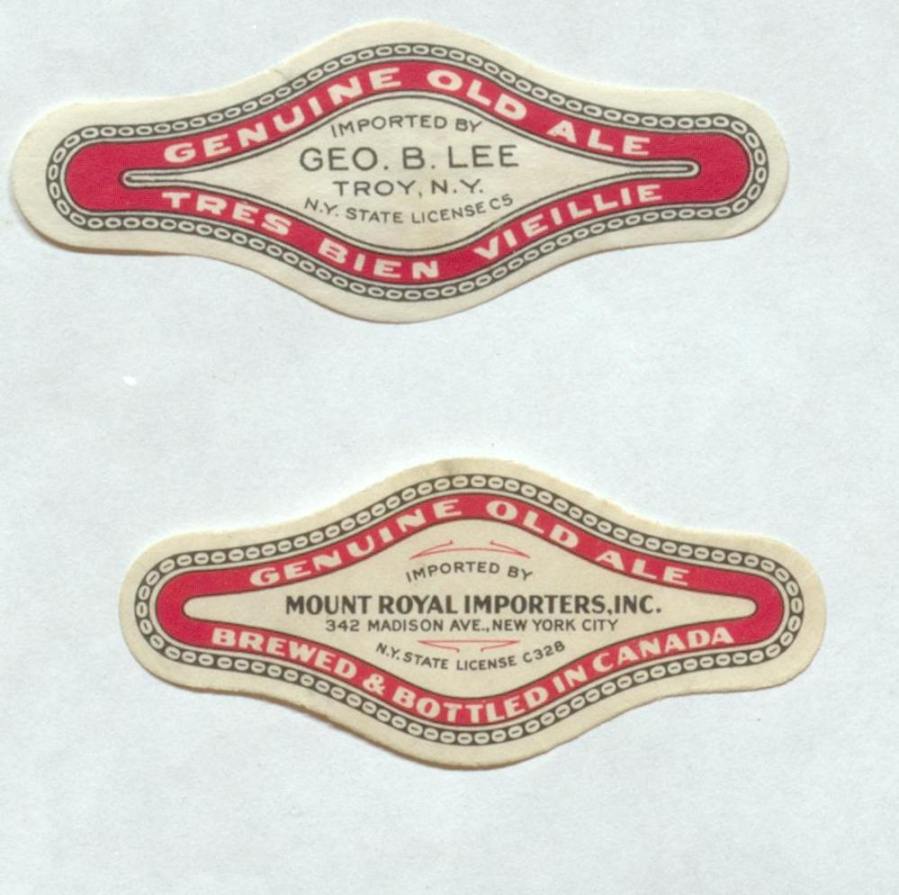 GENUINE OLD ALE
IMPORTED BY
GEO. B. LEE
TROY, N.Y.
N.Y. STATE LICENSE C5
TRES BIEN VIEILLIE
GENUINE OLD ALE
IMPORTED BY
MOUNT ROYAL IMPORTERS, INC.
342 MADISON AVE., NEW YORK CITY
N.Y. STATE LICENSE C328
BREWED & BOTTLED IN CANADA